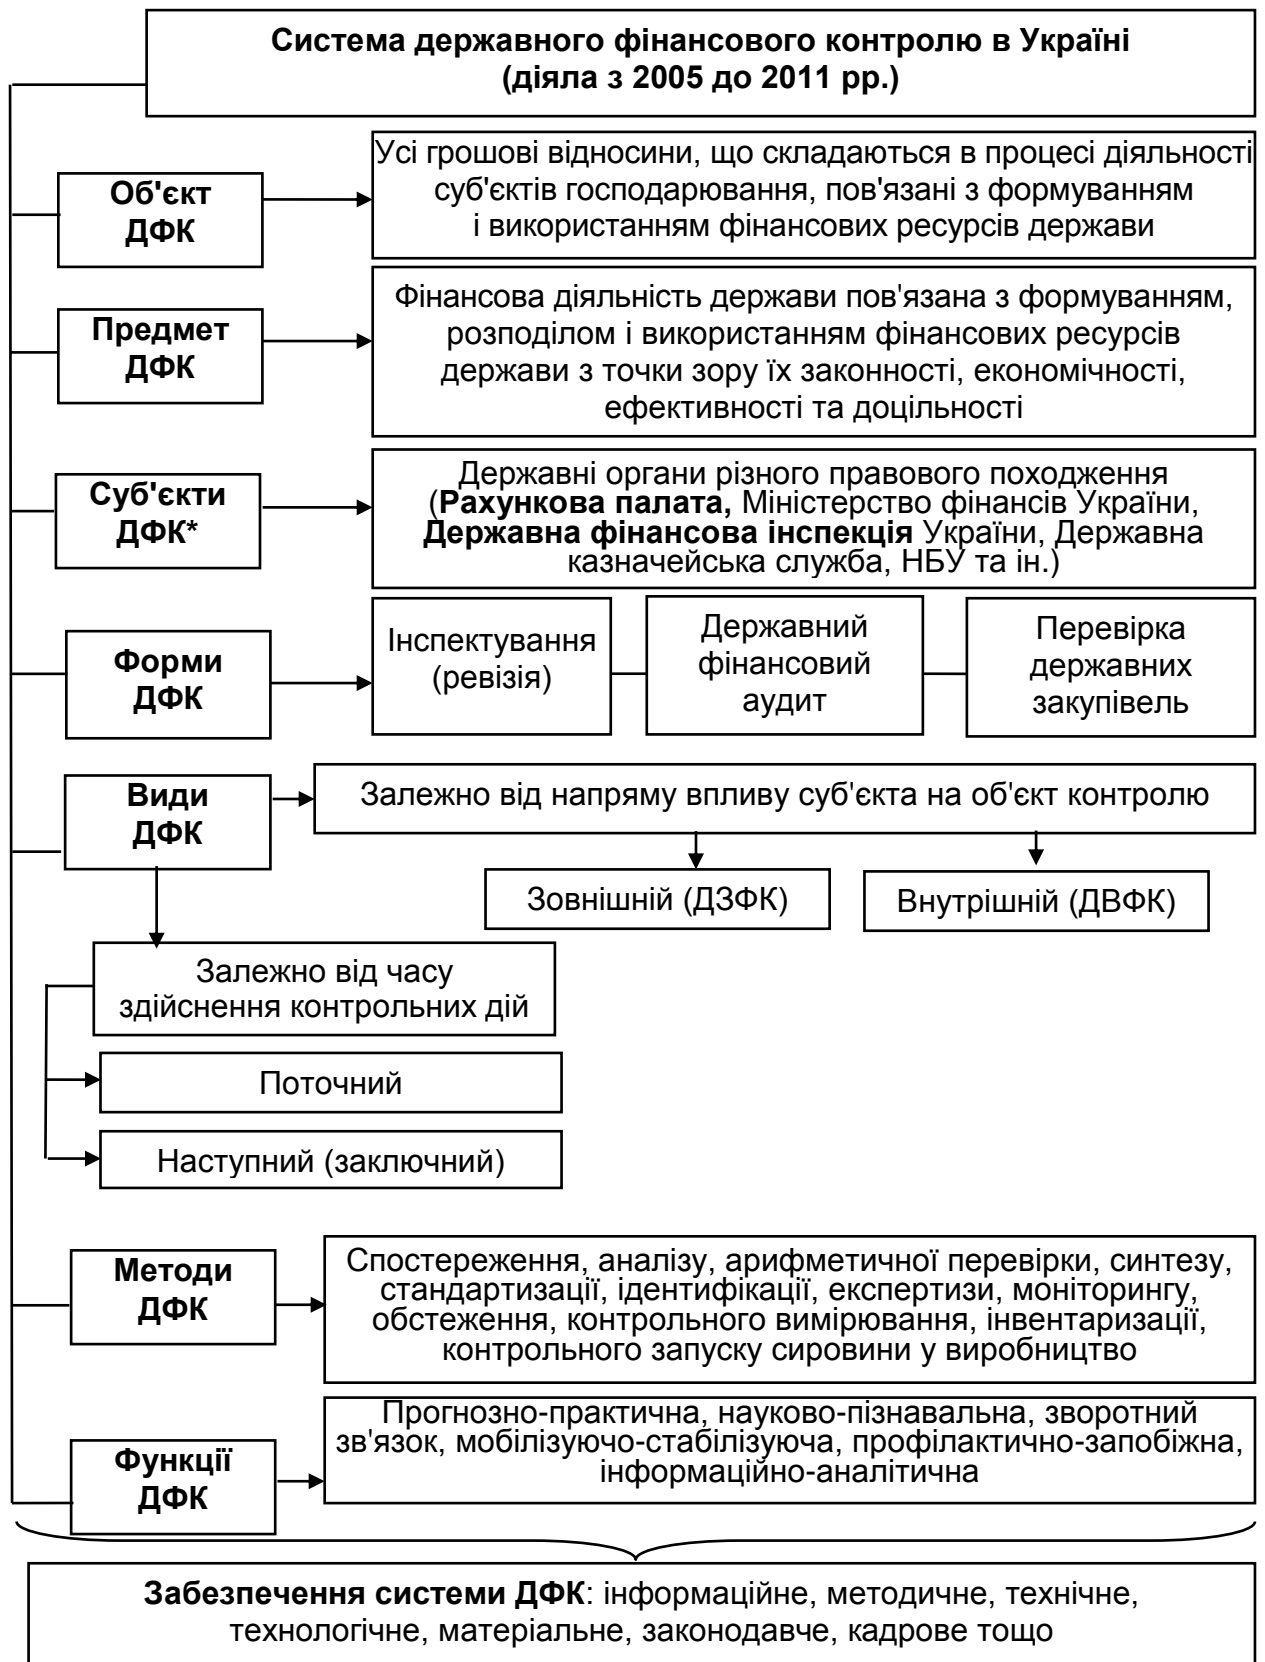 Система державного фінансового контролю в Україні
(діяла з 2005 до 2011 рр.)
Об'єкт
ДФК
Усі грошові відносини, що складаються в процесі діяльності
суб'єктів господарювання, пов'язані з формуванням
і використанням фінансових ресурсів держави
Предмет
ДФК
Фінансова діяльність держави пов'язана з формуванням,
розподілом і використанням фінансових ресурсів
держави з точки зору їх законності, економічності,
ефективності та доцільності
Суб'єкти
ДФК*
Державні органи різного правового походження
(Рахункова палата, Міністерство фінансів України,
Державна фінансова інспекція України, Державна
казначейська служба, НБУ та ін.)
Форми
ДФК
Інспектування
(ревізія)
Державний
фінансовий
аудит
Перевірка
державних
закупівель
Види
ДФК
Залежно від напряму впливу суб'єкта на об'єкт контролю
Зовнішній (ДЗФК)
Внутрішній (ДВФК)
Залежно від часу
здійснення контрольних дій
Поточний
Наступний (заключний)
Методи
ДФК
Спостереження, аналізу, арифметичної перевірки, синтезу,
стандартизації, ідентифікації, експертизи, моніторингу,
обстеження, контрольного вимірювання, інвентаризації,
контрольного запуску сировини у виробництво
Функції
ДФК
Прогнозно-практична, науково-пізнавальна, зворотний
зв'язок, мобілізуючо-стабілізуюча, профілактично-запобіжна,
інформаційно-аналітична
Забезпечення системи ДФК: інформаційне, методичне, технічне,
технологічне, матеріальне, законодавче, кадрове тощо